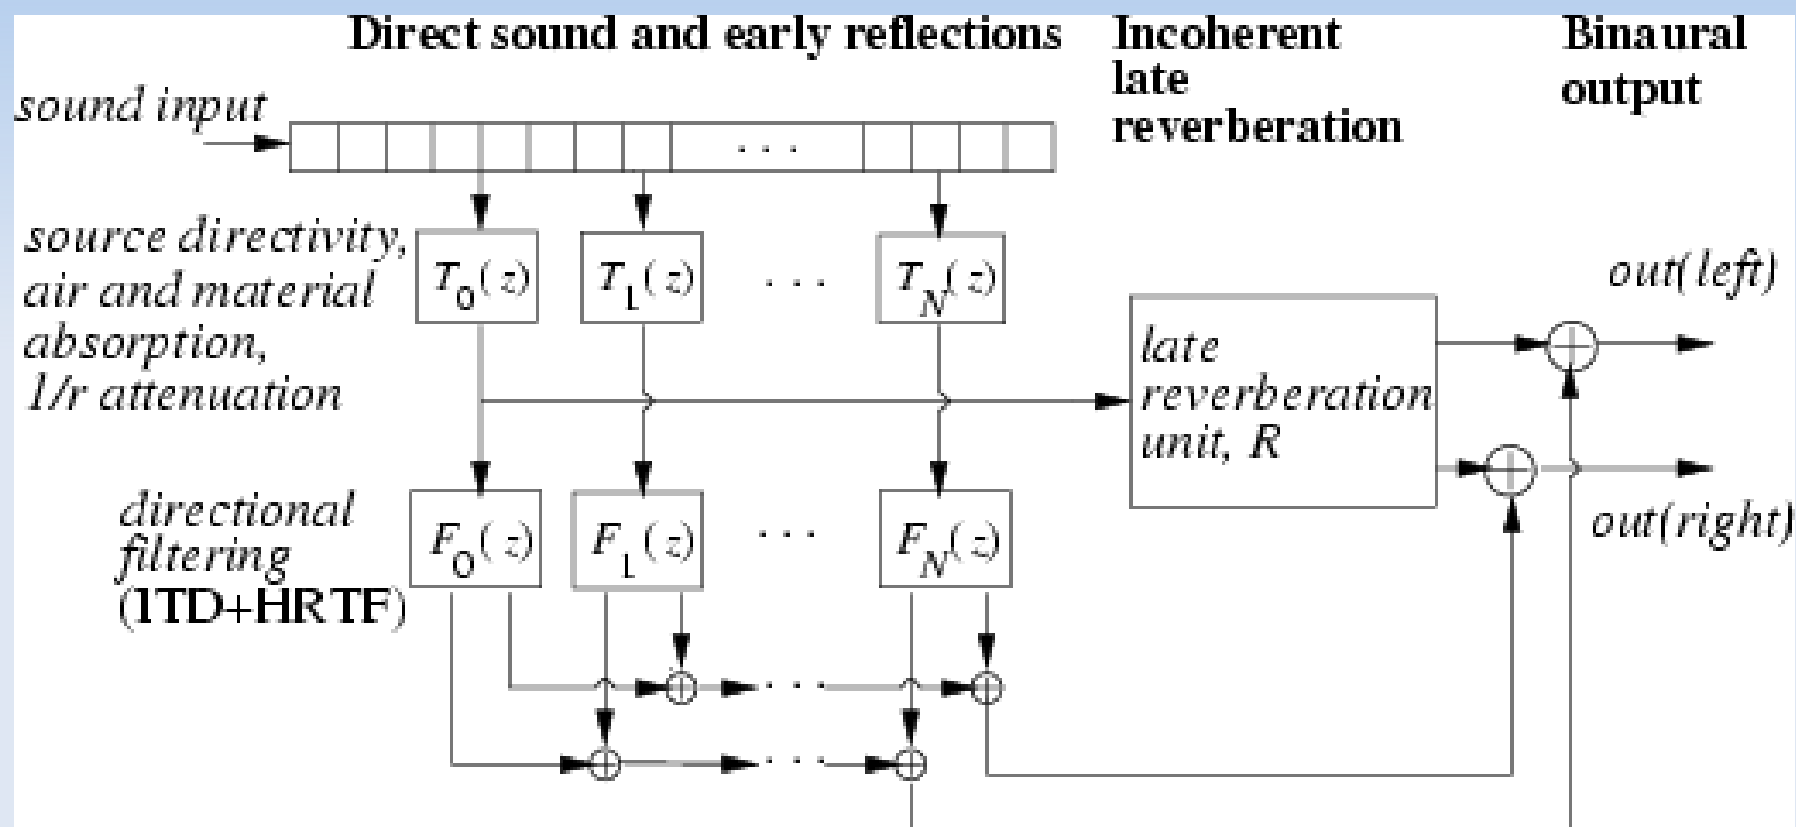 Direct sound and early reflections
Incoherent
late
reverberation
Binaural
output
sound input
. . .
source directivity,
air and material
absorption,
1/r attenuation
T0(z)
T1(z)
. . .
TN(z)
late
reverberation
unit, R
out(left)
out(right)
directional
filtering
(ITD+HRTF)
F0(z)
F1(z)
. . .
FN(z)
. . .
. . .